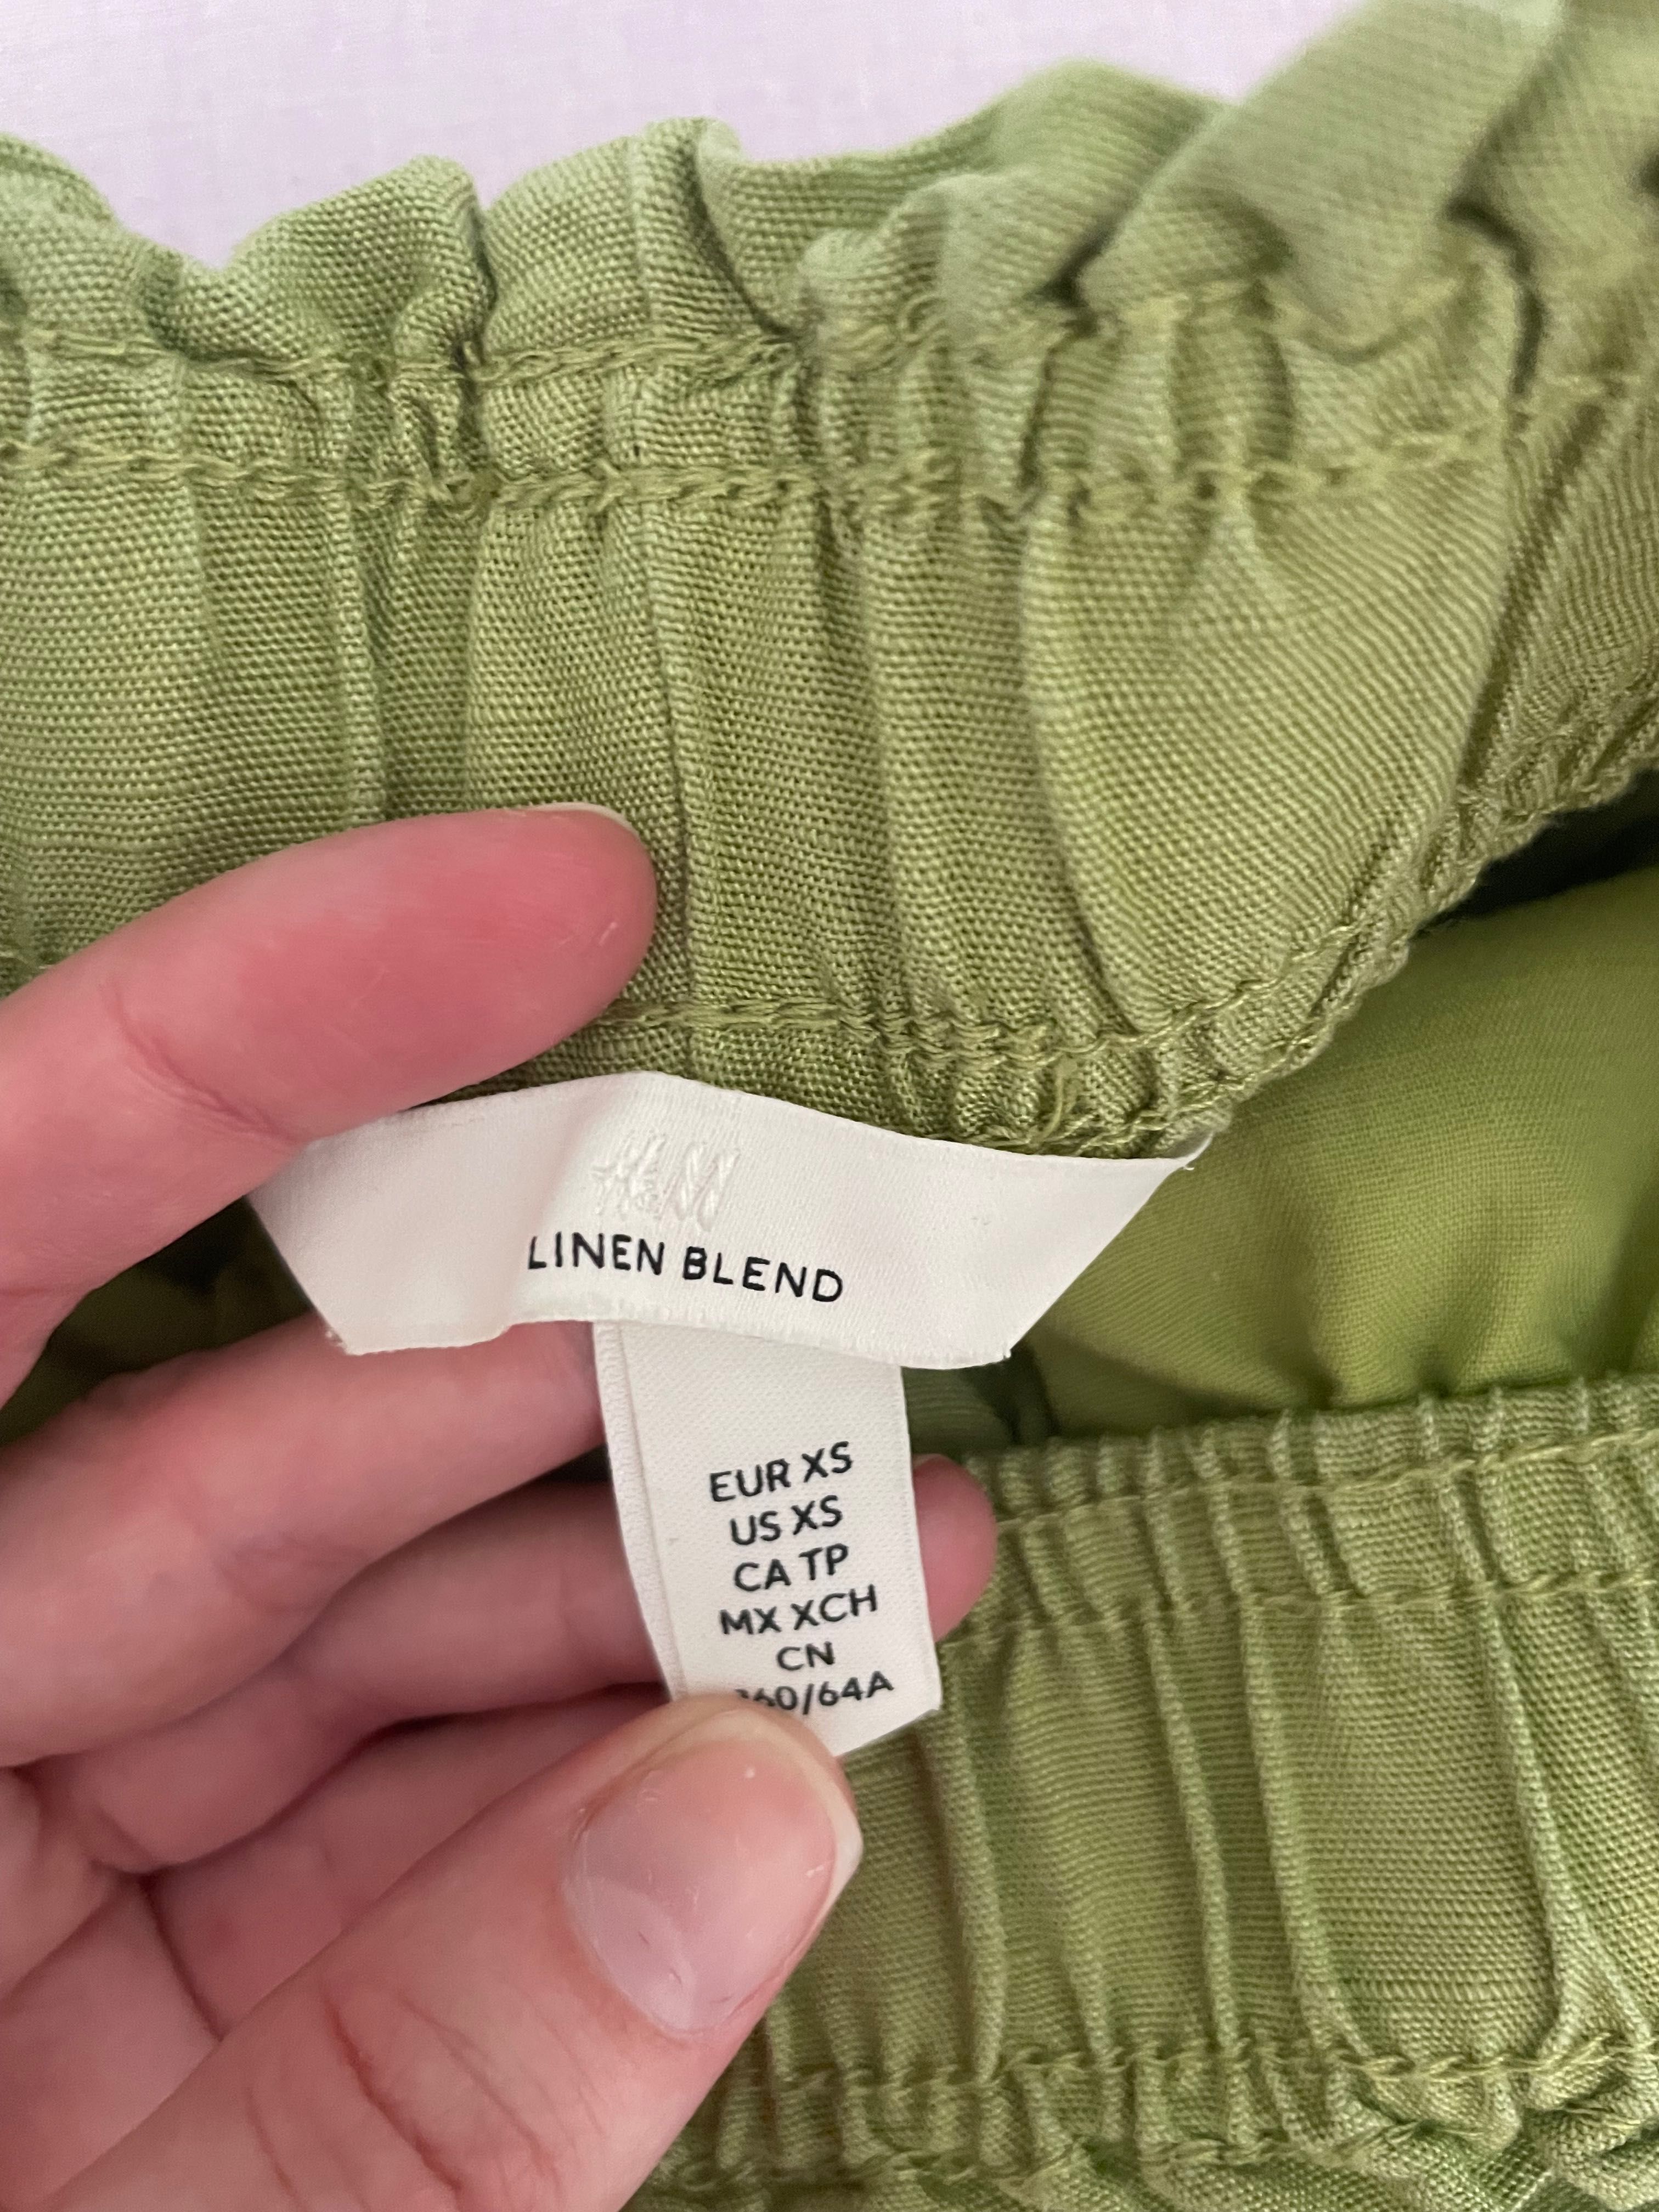 H&M
LINEN BLEND
EUR XS
US XS
CA TP
MX XCH
CN